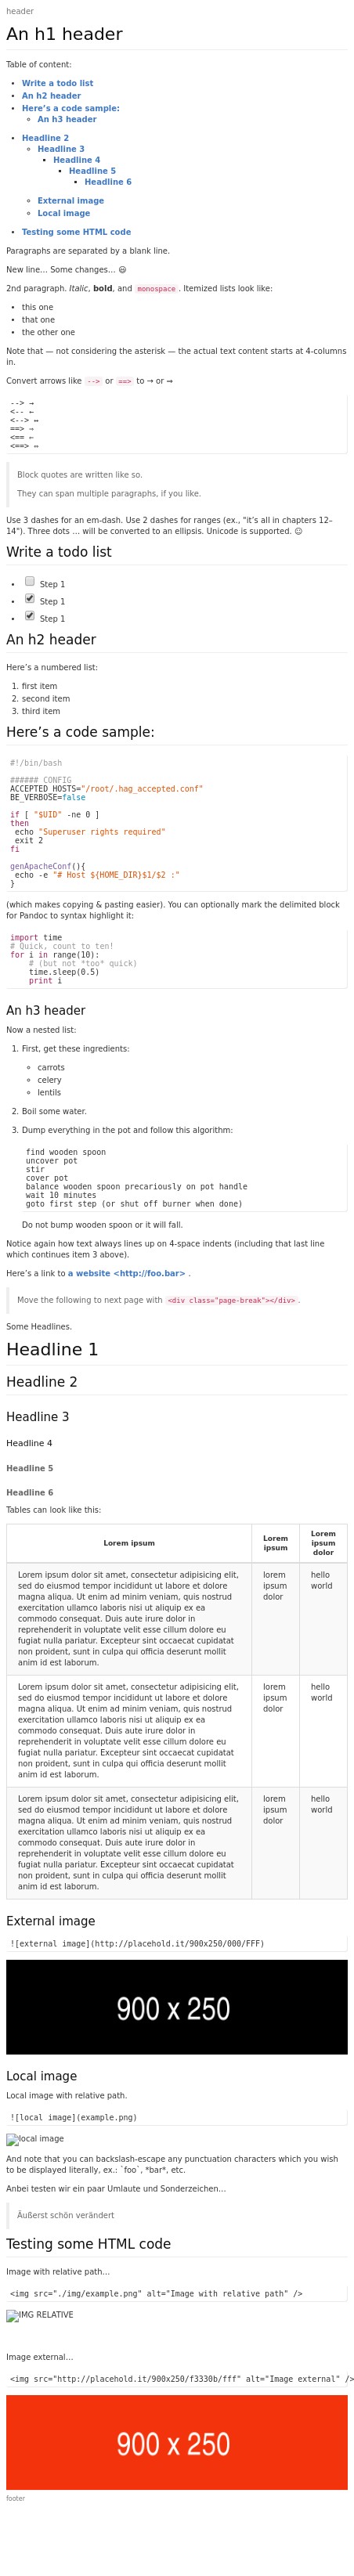 header
An h1 header
Table of content:
• Write a todo list
• An h2 header
• Here’s a code sample:
◦ An h3 header
• Headline 2
◦ Headline 3
▪ Headline 4
▪ Headline 5
▪ Headline 6
◦ External image
◦ Local image
• Testing some HTML code
Paragraphs are separated by a blank line.
New line… Some changes… 😃
2nd paragraph. Italic, bold, and monospace . Itemized lists look like:
• this one
• that one
• the other one
Note that — not considering the asterisk — the actual text content starts at 4-columns
in.
Convert arrows like --> or ==> to → or ⇒
--> →
<-- ←
<--> ↔
==> ⇒
<== ⇐
<==> ⇔
Block quotes are written like so.
They can span multiple paragraphs, if you like.
Use 3 dashes for an em-dash. Use 2 dashes for ranges (ex., "it’s all in chapters 12–
14"). Three dots … will be converted to an ellipsis. Unicode is supported. ☺
Write a todo list
• ☐ Step 1
• ☑ Step 1
• ☑ Step 1
An h2 header
Here’s a numbered list:
1. first item
2. second item
3. third item
Here’s a code sample:
#!/bin/bash
###### CONFIG
ACCEPTED_HOSTS="/root/.hag_accepted.conf"
BE_VERBOSE=false
if [ "$UID" -ne 0 ]
then
echo "Superuser rights required"
exit 2
fi
genApacheConf(){
echo -e "# Host ${HOME_DIR}$1/$2 :"
}
(which makes copying & pasting easier). You can optionally mark the delimited block
for Pandoc to syntax highlight it:
import time
# Quick, count to ten!
for i in range(10):
# (but not *too* quick)
time.sleep(0.5)
print i
An h3 header
Now a nested list:
1. First, get these ingredients:
◦ carrots
◦ celery
◦ lentils
2. Boil some water.
3. Dump everything in the pot and follow this algorithm:
find wooden spoon
uncover pot
stir
cover pot
balance wooden spoon precariously on pot handle
wait 10 minutes
goto first step (or shut off burner when done)
Do not bump wooden spoon or it will fall.
Notice again how text always lines up on 4-space indents (including that last line
which continues item 3 above).
Here’s a link to a website <http://foo.bar> .
Move the following to next page with <div class="page-break"></div> .
Some Headlines.
Headline 1
Headline 2
Headline 3
Headline 4
Headline 5
Headline 6
Tables can look like this:
Lorem ipsum
Lorem
ipsum
Lorem
ipsum
dolor
Lorem ipsum dolor sit amet, consectetur adipisicing elit,
sed do eiusmod tempor incididunt ut labore et dolore
magna aliqua. Ut enim ad minim veniam, quis nostrud
exercitation ullamco laboris nisi ut aliquip ex ea
commodo consequat. Duis aute irure dolor in
reprehenderit in voluptate velit esse cillum dolore eu
fugiat nulla pariatur. Excepteur sint occaecat cupidatat
non proident, sunt in culpa qui officia deserunt mollit
anim id est laborum.
lorem
ipsum
dolor
hello
world
Lorem ipsum dolor sit amet, consectetur adipisicing elit,
sed do eiusmod tempor incididunt ut labore et dolore
magna aliqua. Ut enim ad minim veniam, quis nostrud
exercitation ullamco laboris nisi ut aliquip ex ea
commodo consequat. Duis aute irure dolor in
reprehenderit in voluptate velit esse cillum dolore eu
fugiat nulla pariatur. Excepteur sint occaecat cupidatat
non proident, sunt in culpa qui officia deserunt mollit
anim id est laborum.
lorem
ipsum
dolor
hello
world
Lorem ipsum dolor sit amet, consectetur adipisicing elit,
sed do eiusmod tempor incididunt ut labore et dolore
magna aliqua. Ut enim ad minim veniam, quis nostrud
exercitation ullamco laboris nisi ut aliquip ex ea
commodo consequat. Duis aute irure dolor in
reprehenderit in voluptate velit esse cillum dolore eu
fugiat nulla pariatur. Excepteur sint occaecat cupidatat
non proident, sunt in culpa qui officia deserunt mollit
anim id est laborum.
lorem
ipsum
dolor
hello
world
External image
![external image](http://placehold.it/900x250/000/FFF)
900 x 250
Local image
Local image with relative path.
![local image](example.png)
local image
And note that you can backslash-escape any punctuation characters which you wish
to be displayed literally, ex.: `foo`, *bar*, etc.
Anbei testen wir ein paar Umlaute und Sonderzeichen…
Äußerst schön verändert
Testing some HTML code
Image with relative path…
<img src="./img/example.png" alt="Image with relative path" />
IMG RELATIVE
Image external…
<img src="http://placehold.it/900x250/f3330b/fff" alt="Image external" />
900 x 250
footer